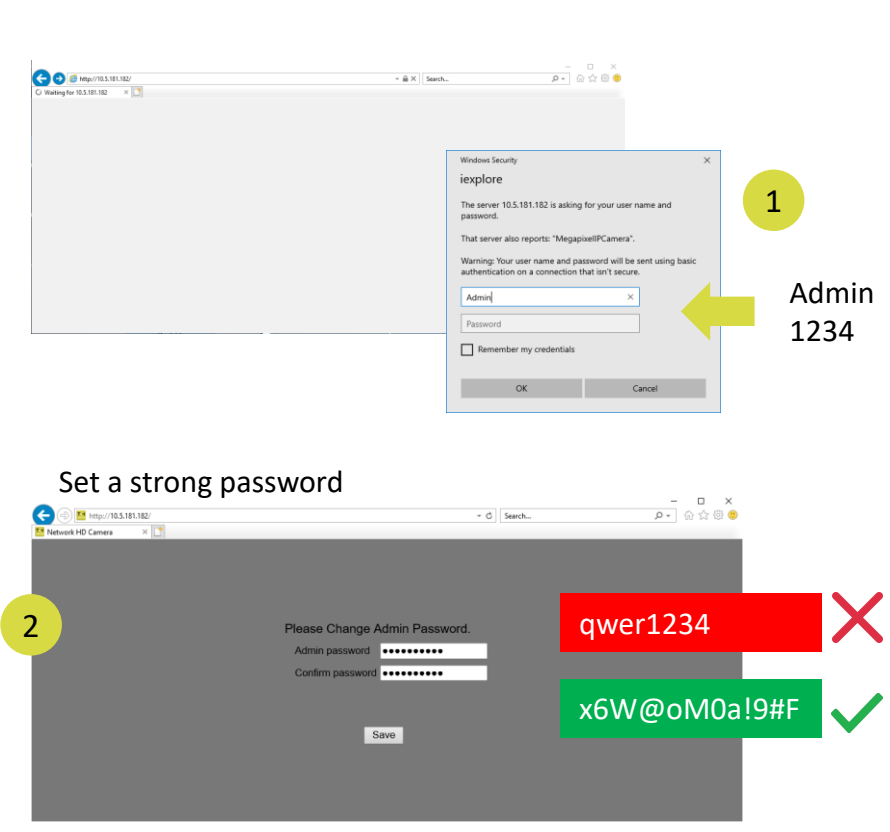 http://10.5.181.182/
Search...
Waiting for 10.5.181.182
Windows Security
iexplore
The server 10.5.181.182 is asking for your user name and
password.
That server also reports: "MegapixelIPCamera".
Warning: Your user name and password will be sent using basic
authentication on a connection that isn't secure.
Admin
Password
Remember my credentials
OK
Cancel
1
Admin
1234
Set a strong password
http://10.5.181.182/
Search...
Network HD Camera
2
Please Change Admin Password.
Admin password
Confirm password
Save
qwer1234
x6W@oM0a!9#F